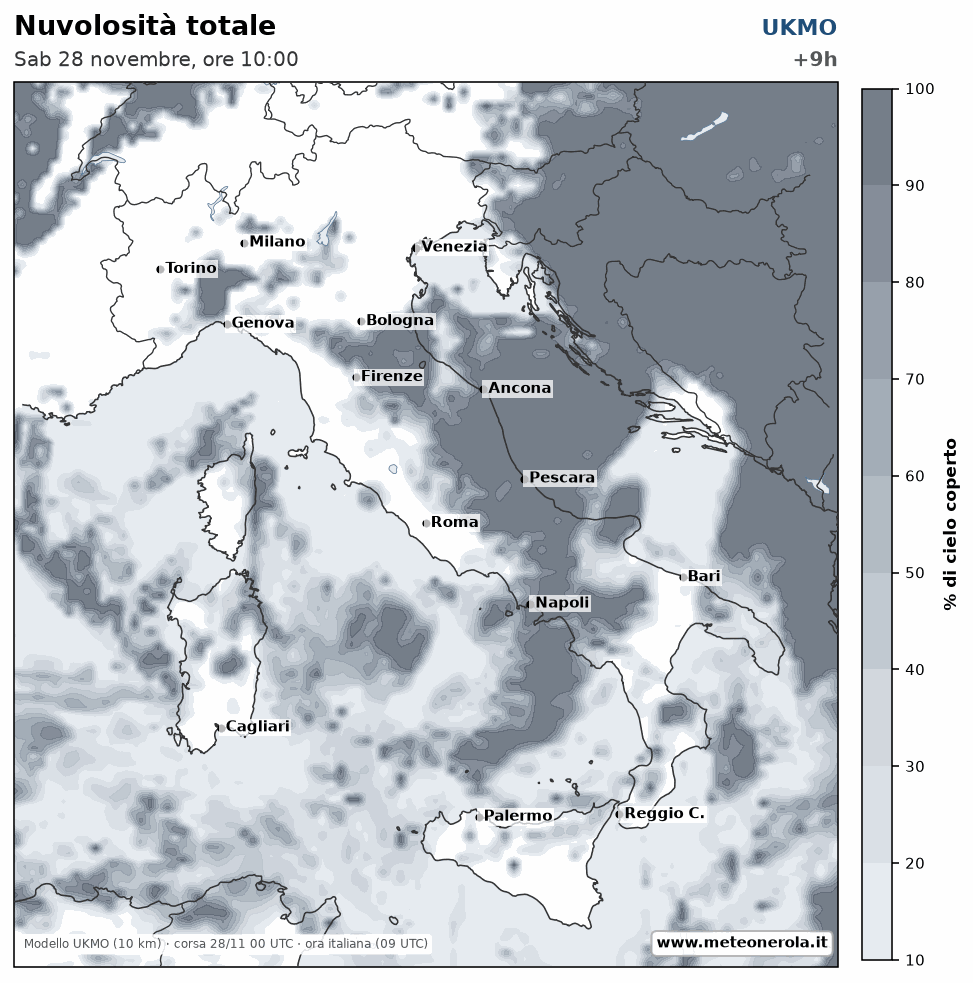 Nuvolosità totale
UKMO
Sab 28 novembre, ore 10:00
+9h
100
90
80
70
60
50
40
30
20
10
% di cielo coperto
Milano
Venezia
Torino
Genova
Bologna
Firenze
Ancona
Pescara
Roma
Bari
Napoli
Cagliari
Palermo
Reggio C.
Modello UKMO (10 km) · corsa 28/11 00 UTC · ora italiana (09 UTC)
www.meteonerola.it